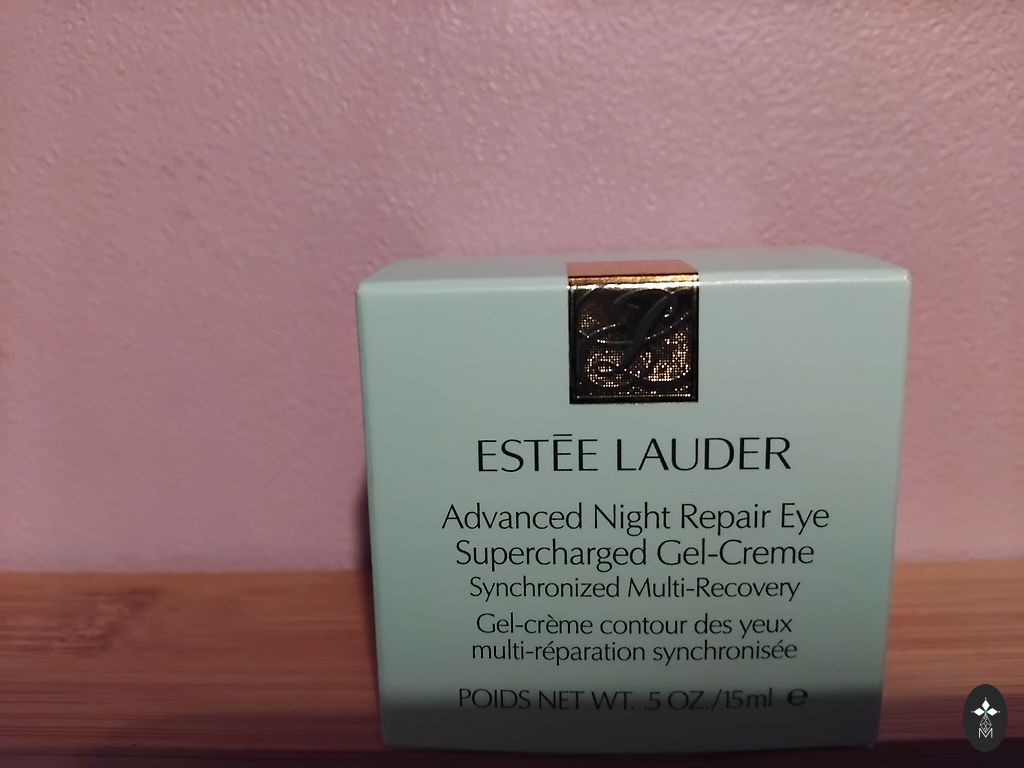 ESTĒE LAUDER
Advanced Night Repair Eye
Supercharged Gel-Creme
Synchronized Multi-Recovery
Gel-crème contour des yeux
multi-réparation synchronisée
POIDS NET WT. .5 OZ./15ml ℮
M